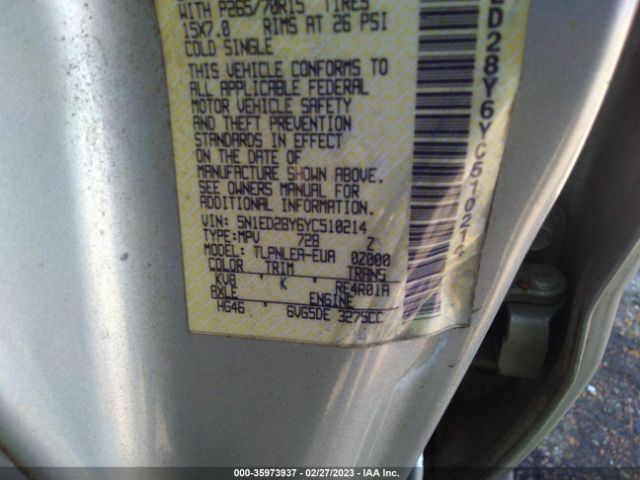 WITH P265/70R15 TIRES
15X7.0 RIMS AT 26 PSI
COLD SINGLE
THIS VEHICLE CONFORMS TO
ALL APPLICABLE FEDERAL
MOTOR VEHICLE SAFETY
AND THEFT PREVENTION
STANDARDS IN EFFECT
ON THE DATE OF
MANUFACTURE SHOWN ABOVE.
SEE OWNERS MANUAL FOR
ADDITIONAL INFORMATION
VIN: 5N1ED28Y6YC510214
TYPE:MPV 728 Z
MODEL: TLPNLEA-EUA 0Z000
COLOR TRIM TRANS
KV8 K RE4R01A
AXLE ENGINE
HG46 6VG5DE 3275CC
ED28Y6YC510214
000-35973937 - 02/27/2023 - IAA Inc.